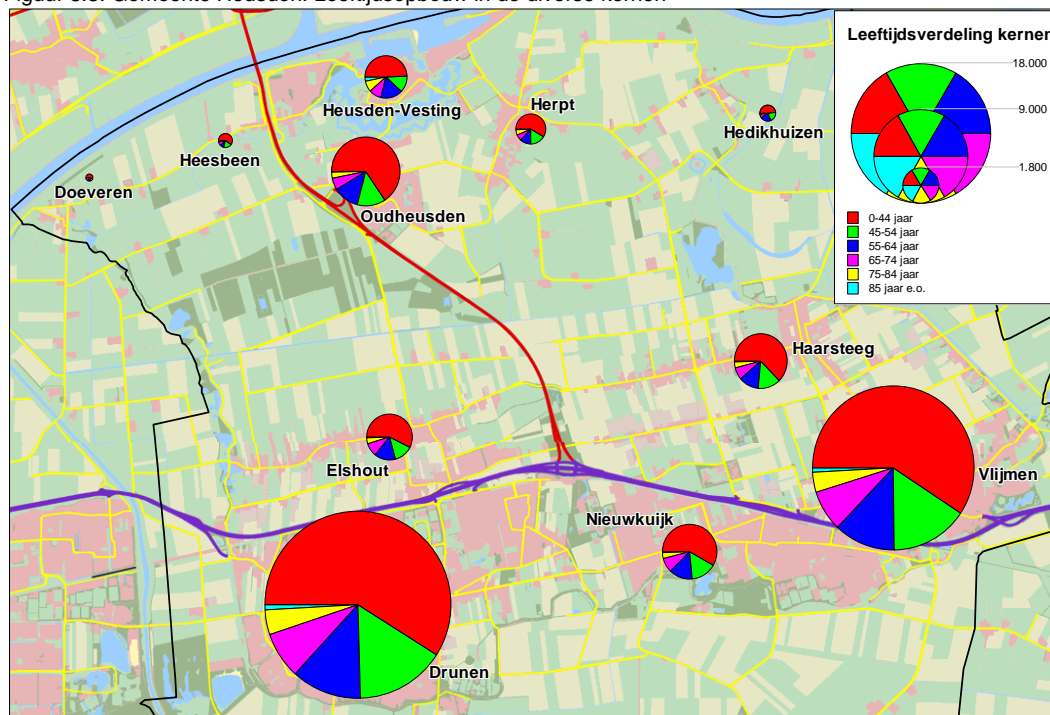 Leeftijdsverdeling kernen
18.000
9.000
1.800
0-44 jaar
45-54 jaar
55-64 jaar
65-74 jaar
75-84 jaar
85 jaar e.o.
Heusden-Vesting
Herpt
Hedikhuizen
Heesbeen
Doeveren
Oudheusden
Haarsteeg
Elshout
Vlijmen
Nieuwkuijk
Drunen